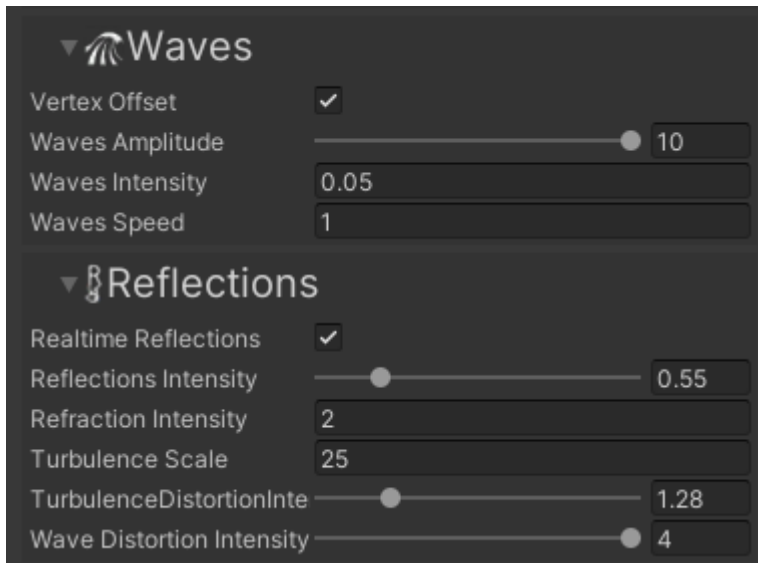 Waves
Vertex Offset
Waves Amplitude 10
Waves Intensity 0.05
Waves Speed 1
Reflections
Realtime Reflections
Reflections Intensity 0.55
Refraction Intensity 2
Turbulence Scale 25
TurbulenceDistortionInte 1.28
Wave Distortion Intensity 4